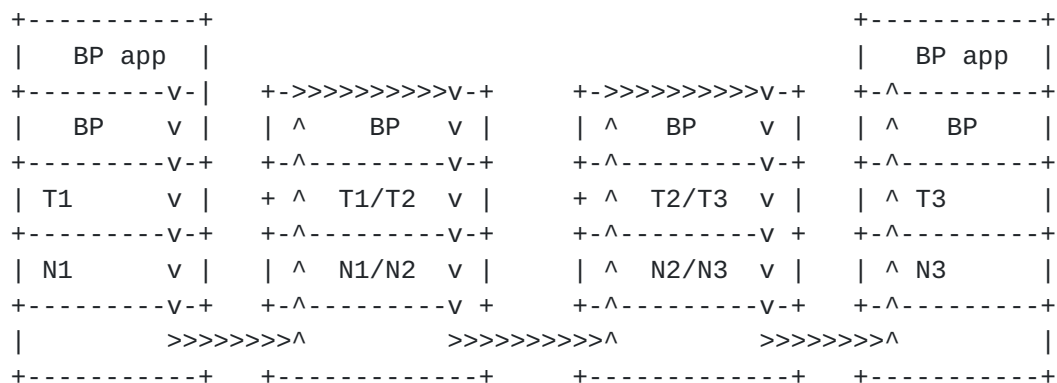 +-----------+                                         +-----------+
|   BP app  |                                         |   BP app  |
+---------v-|   +->>>>>>>>>>v-+     +->>>>>>>>>>v-+   +-^---------+
|   BP    v |   | ^    BP   v |     | ^   BP    v |   | ^   BP    |
+---------v-+   +-^---------v-+     +-^---------v-+   +-^---------+
| T1      v |   + ^  T1/T2  v |     + ^  T2/T3  v |   | ^ T3      |
+---------v-+   +-^---------v-+     +-^---------v +   +-^---------+
| N1      v |   | ^  N1/N2  v |     | ^  N2/N3  v |   | ^ N3      |
+---------v-+   +-^---------v +     +-^---------v-+   +-^---------+
|         >>>>>>>>^         >>>>>>>>>>^         >>>>>>>>^         |
+-----------+   +-------------+     +-------------+   +-----------+